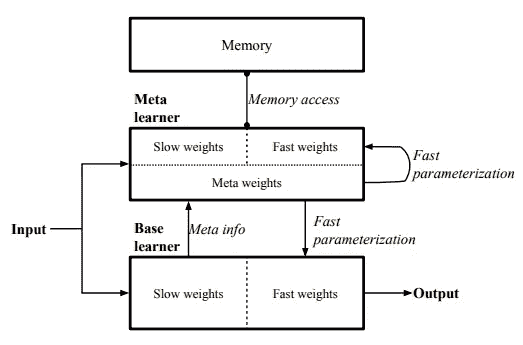 Memory
Meta
learner
Memory access
Slow weights
Fast weights
Meta weights
Fast
parameterization
Input
Base
learner
Meta info
Fast
parameterization
Slow weights
Fast weights
Output